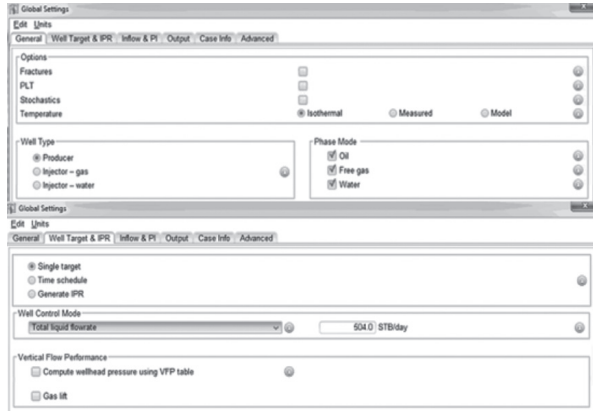 Global Settings
Edit Units
General Well Target & IPR Inflow & PI Output Case Info Advanced
Options
Fractures
PLT
Stochastics
Temperature Isothermal Measured Model
Well Type Phase Mode
Producer Oil
Injector – gas Free gas
Injector – water Water
Global Settings
Edit Units
General Well Target & IPR Inflow & PI Output Case Info Advanced
Single target
Time schedule
Generate IPR
Well Control Mode
Total liquid flowrate 504.0 STB/day
Vertical Flow Performance
Compute wellhead pressure using VFP table
Gas lift